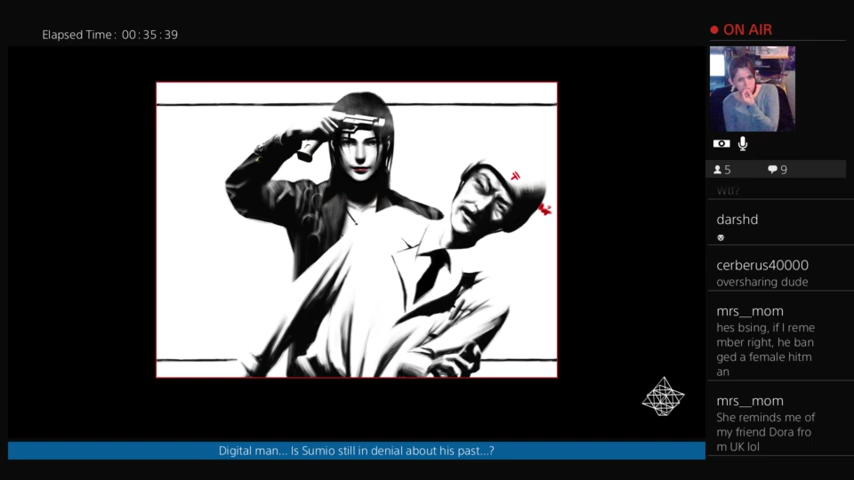 Elapsed Time: 00:35:39
ON AIR
5
9
darshd
cerberus40000
oversharing dude
mrs__mom
hes bsing, if I reme
mber right, he ban
ged a female hitm
an
mrs__mom
She reminds me of
my friend Dora fro
m UK lol
Digital man... Is Sumio still in denial about his past...?